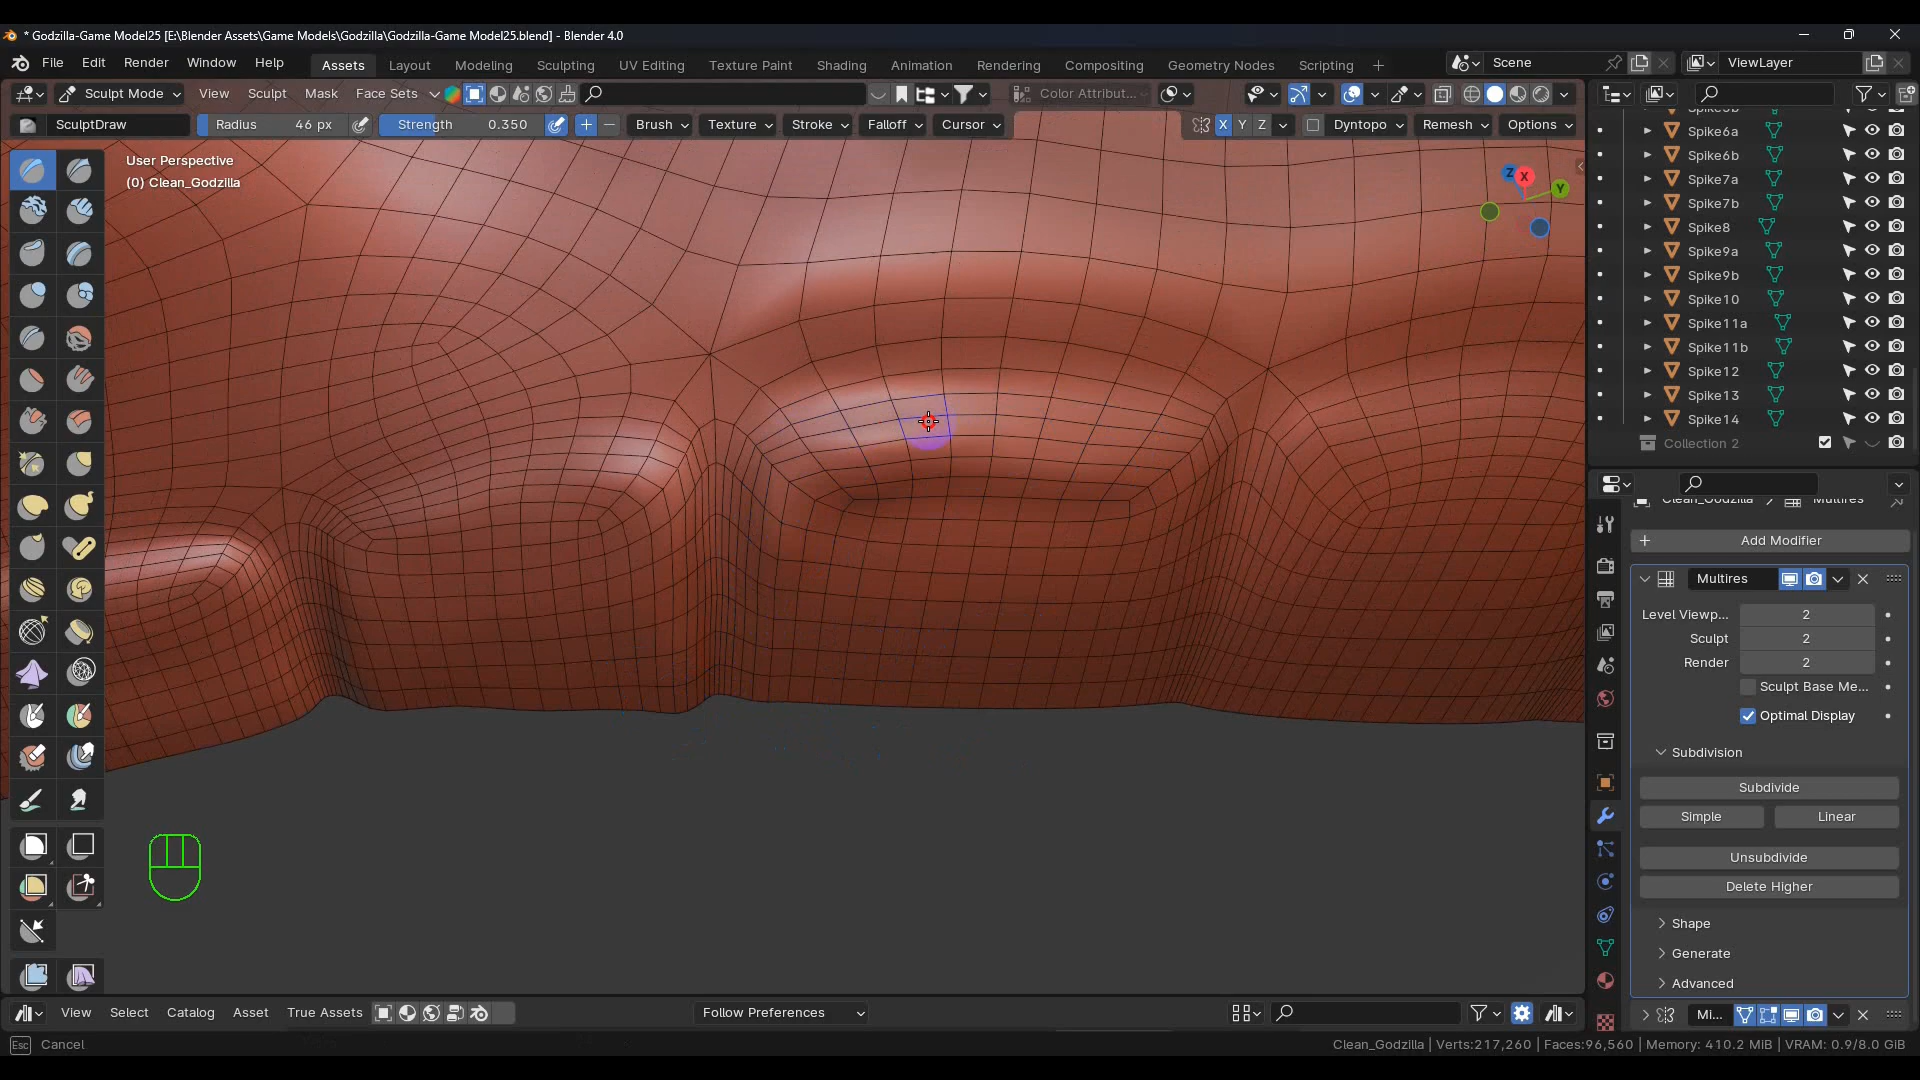 * Godzilla-Game Model25 [E:\Blender Assets\Game Models\Godzilla\Godzilla-Game Model25.blend] - Blender 4.0
File Edit Render Window Help Assets Layout Modeling Sculpting UV Editing Texture Paint Shading Animation Rendering Compositing Geometry Nodes Scripting + Scene ViewLayer
Sculpt Mode View Sculpt Mask Face Sets Color Attribut...
SculptDraw Radius 46 px Strength 0.350 Brush Texture Stroke Falloff Cursor X Y Z Dyntopo Remesh Options
User Perspective
(0) Clean_Godzilla
Z X Y
Spike6a
Spike6b
Spike7a
Spike7b
Spike8
Spike9a
Spike9b
Spike10
Spike11a
Spike11b
Spike12
Spike13
Spike14
Collection 2
Clean_Godzilla > Multires
+ Add Modifier
Multires
Level Viewp... 2
Sculpt 2
Render 2
Sculpt Base Me...
Optimal Display
Subdivision
Subdivide
Simple Linear
Unsubdivide
Delete Higher
Shape
Generate
Advanced
Mi...
View Select Catalog Asset True Assets Follow Preferences
Esc Cancel Clean_Godzilla | Verts:217,260 | Faces:96,560 | Memory: 410.2 MiB | VRAM: 0.9/8.0 GiB